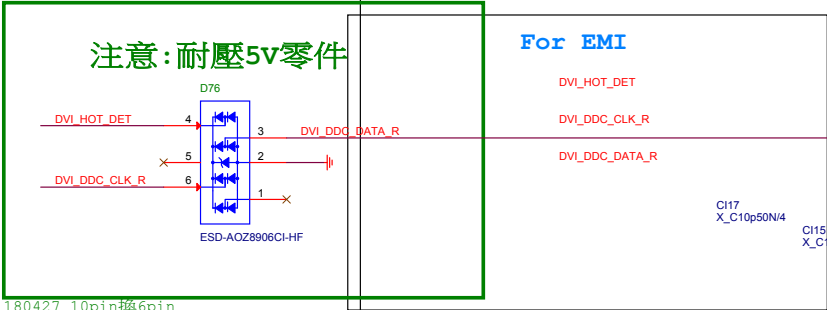 注意:耐壓5V零件
For EMI
D76
DVI_HOT_DET
4
3
DVI_DDC_DATA_R
5
2
DVI_DDC_CLK_R
6
1
ESD-AOZ8906CI-HF
DVI_HOT_DET
DVI_DDC_CLK_R
DVI_DDC_DATA_R
CI17
X_C10p50N/4
CI15
X_C1
180427 10pin換6pin